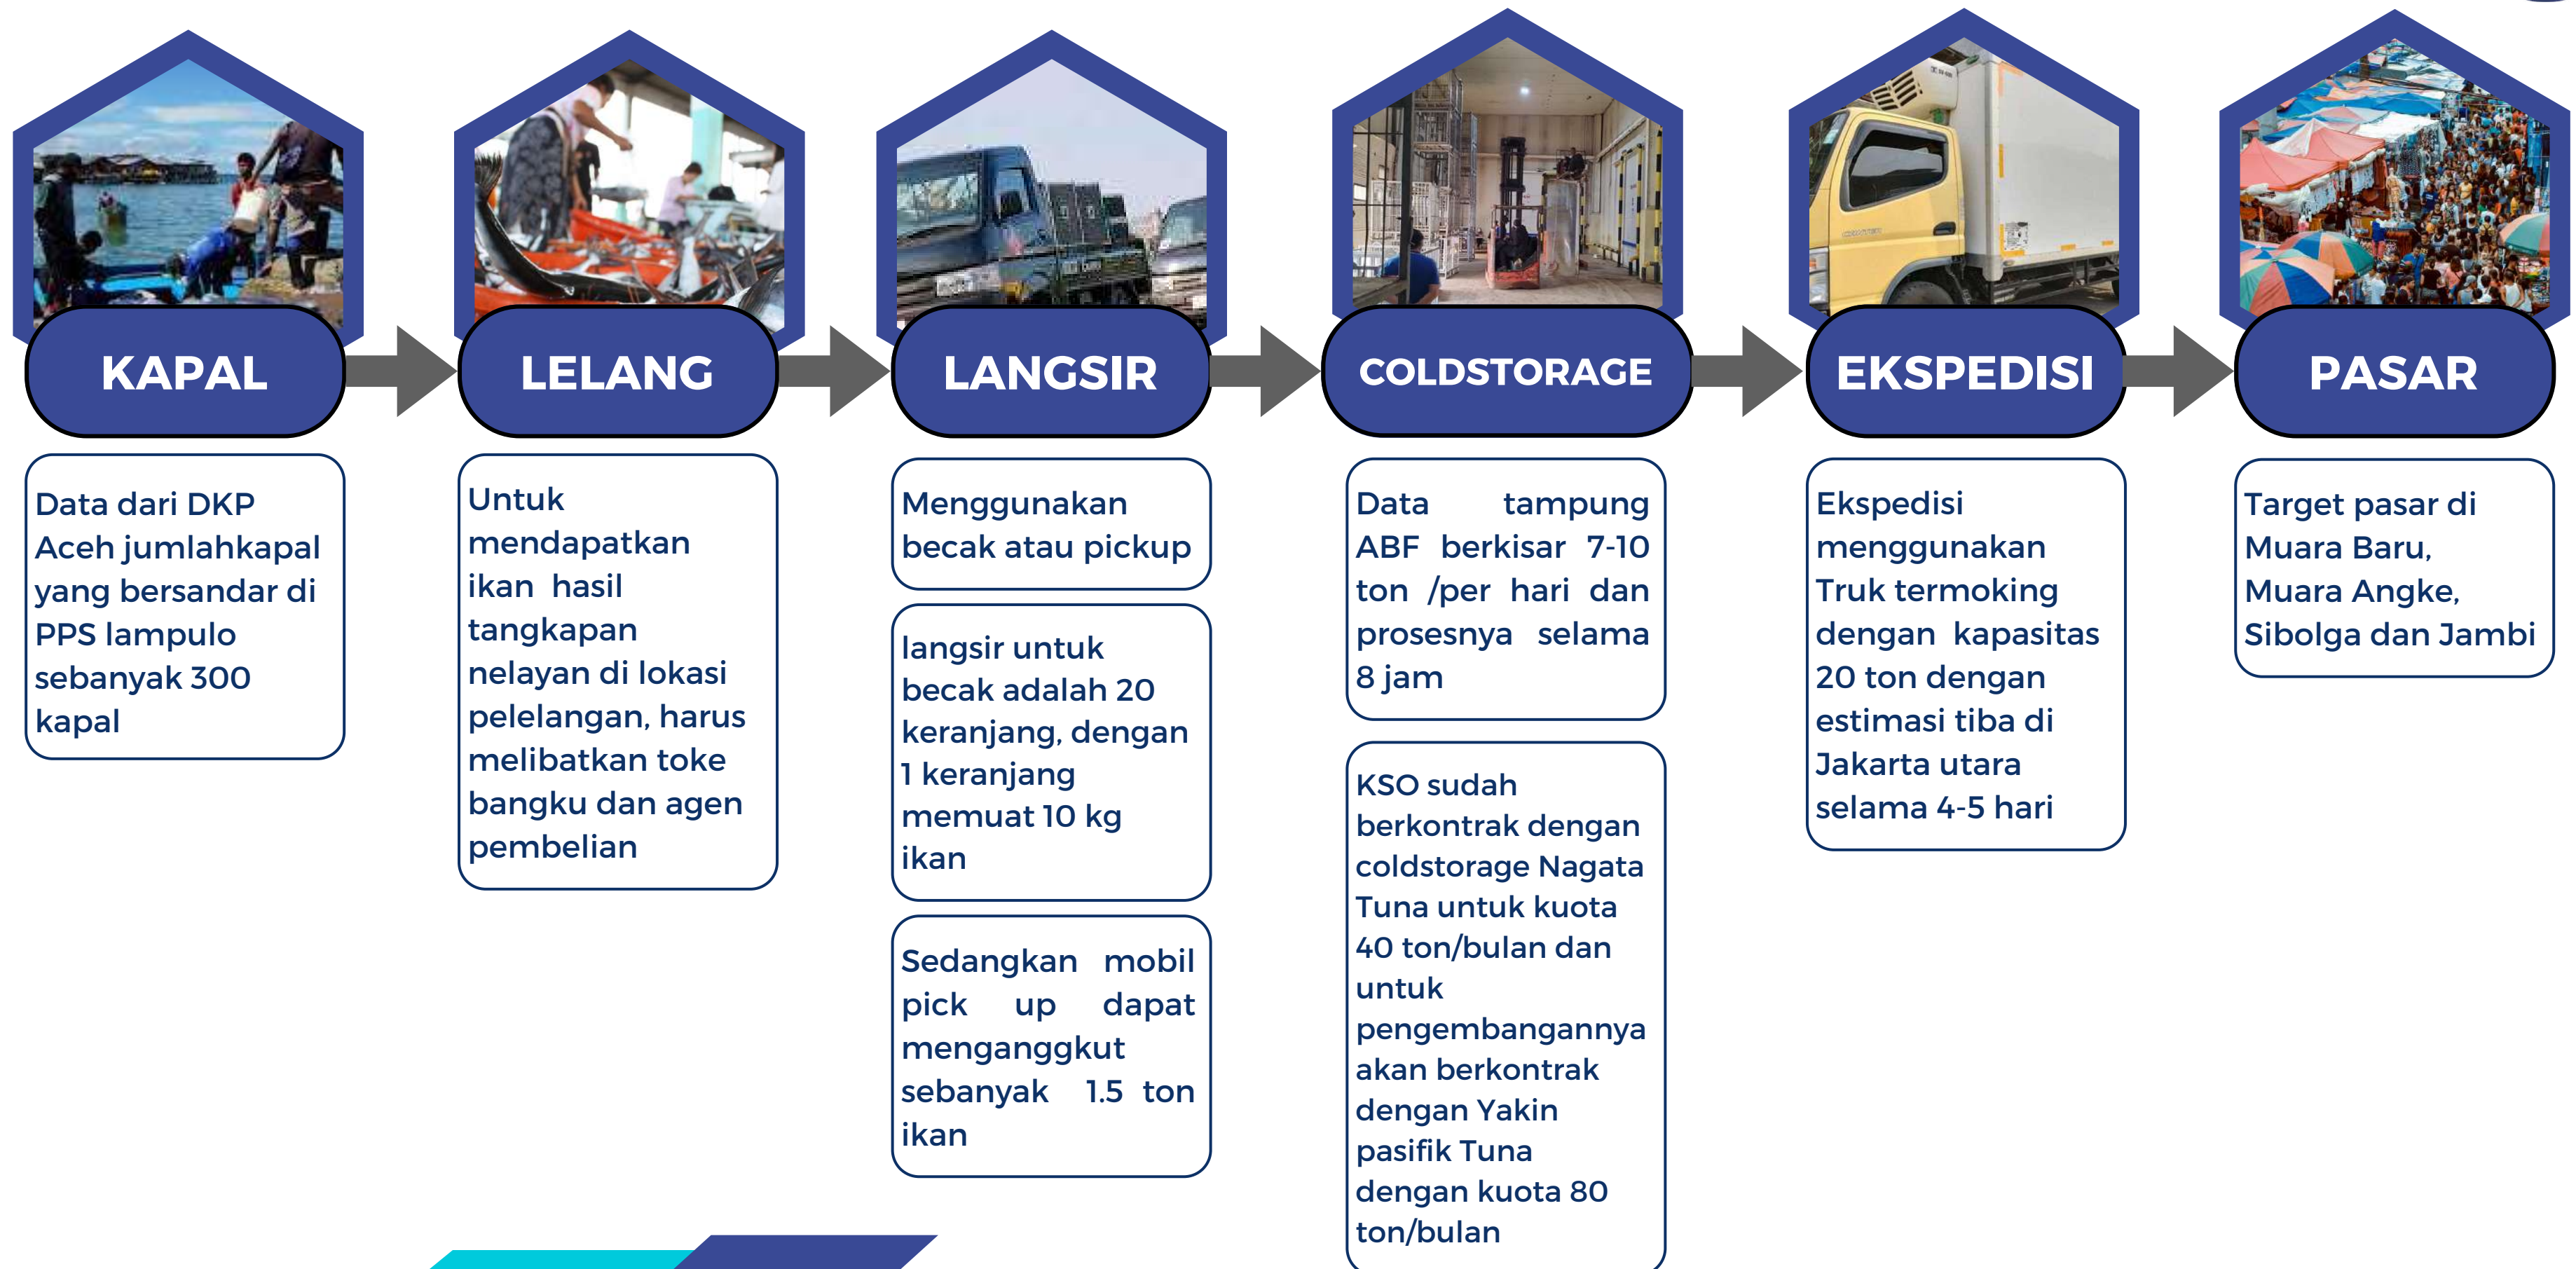 KAPAL
Data dari DKP
Aceh jumlahkapal
yang bersandar di
PPS lampulo
sebanyak 300
kapal
LELANG
Untuk
mendapatkan
ikan hasil
tangkapan
nelayan di lokasi
pelelangan, harus
melibatkan toke
bangku dan agen
pembelian
LANGSIR
Menggunakan
becak atau pickup
langsir untuk
becak adalah 20
keranjang, dengan
1 keranjang
memuat 10 kg
ikan
Sedangkan mobil
pick up dapat
menganggkut
sebanyak 1.5 ton
ikan
COLDSTORAGE
Data tampung
ABF berkisar 7-10
ton /per hari dan
prosesnya selama
8 jam
KSO sudah
berkontrak dengan
coldstorage Nagata
Tuna untuk kuota
40 ton/bulan dan
untuk
pengembangannya
akan berkontrak
dengan Yakin
pasifik Tuna
dengan kuota 80
ton/bulan
CANTER
EKSPEDISI
Ekspedisi
menggunakan
Truk termoking
dengan kapasitas
20 ton dengan
estimasi tiba di
Jakarta utara
selama 4-5 hari
PASAR
Target pasar di
Muara Baru,
Muara Angke,
Sibolga dan Jambi